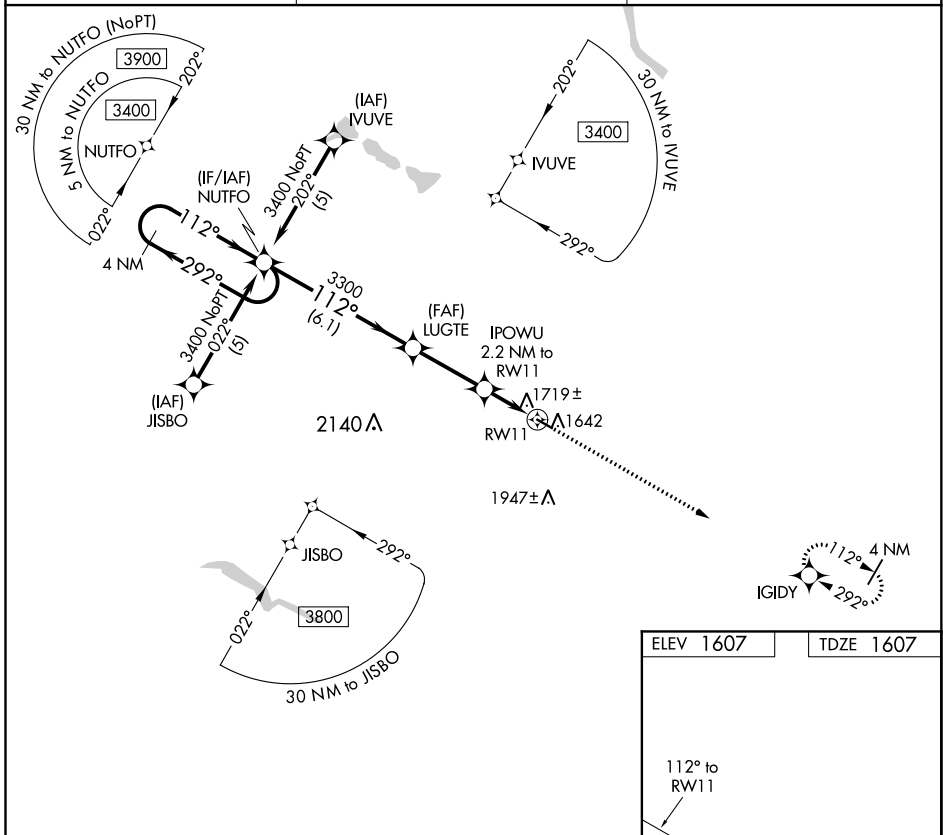 30 NM to NUTFO (NoPT)
3900
202°
5 NM to NUTFO
3400
NUTFO
022°
(IAF)
IVUVE
3400 NoPT
202°
(5)
202°
30 NM to IVUVE
3400
IVUVE
292°
(IF/IAF)
NUTFO
112°
4 NM
292°
3300
112°
(6.1)
3400 NoPT
022°
(5)
(IAF)
JISBO
(FAF)
LUGTE
IPOWU
2.2 NM to
RW11
1719±
1642
RW11
2140
1947±
JISBO
292°
022°
3800
30 NM to JISBO
112°
4 NM
IGIDY
292°
ELEV 1607
TDZE 1607
112° to
RW11